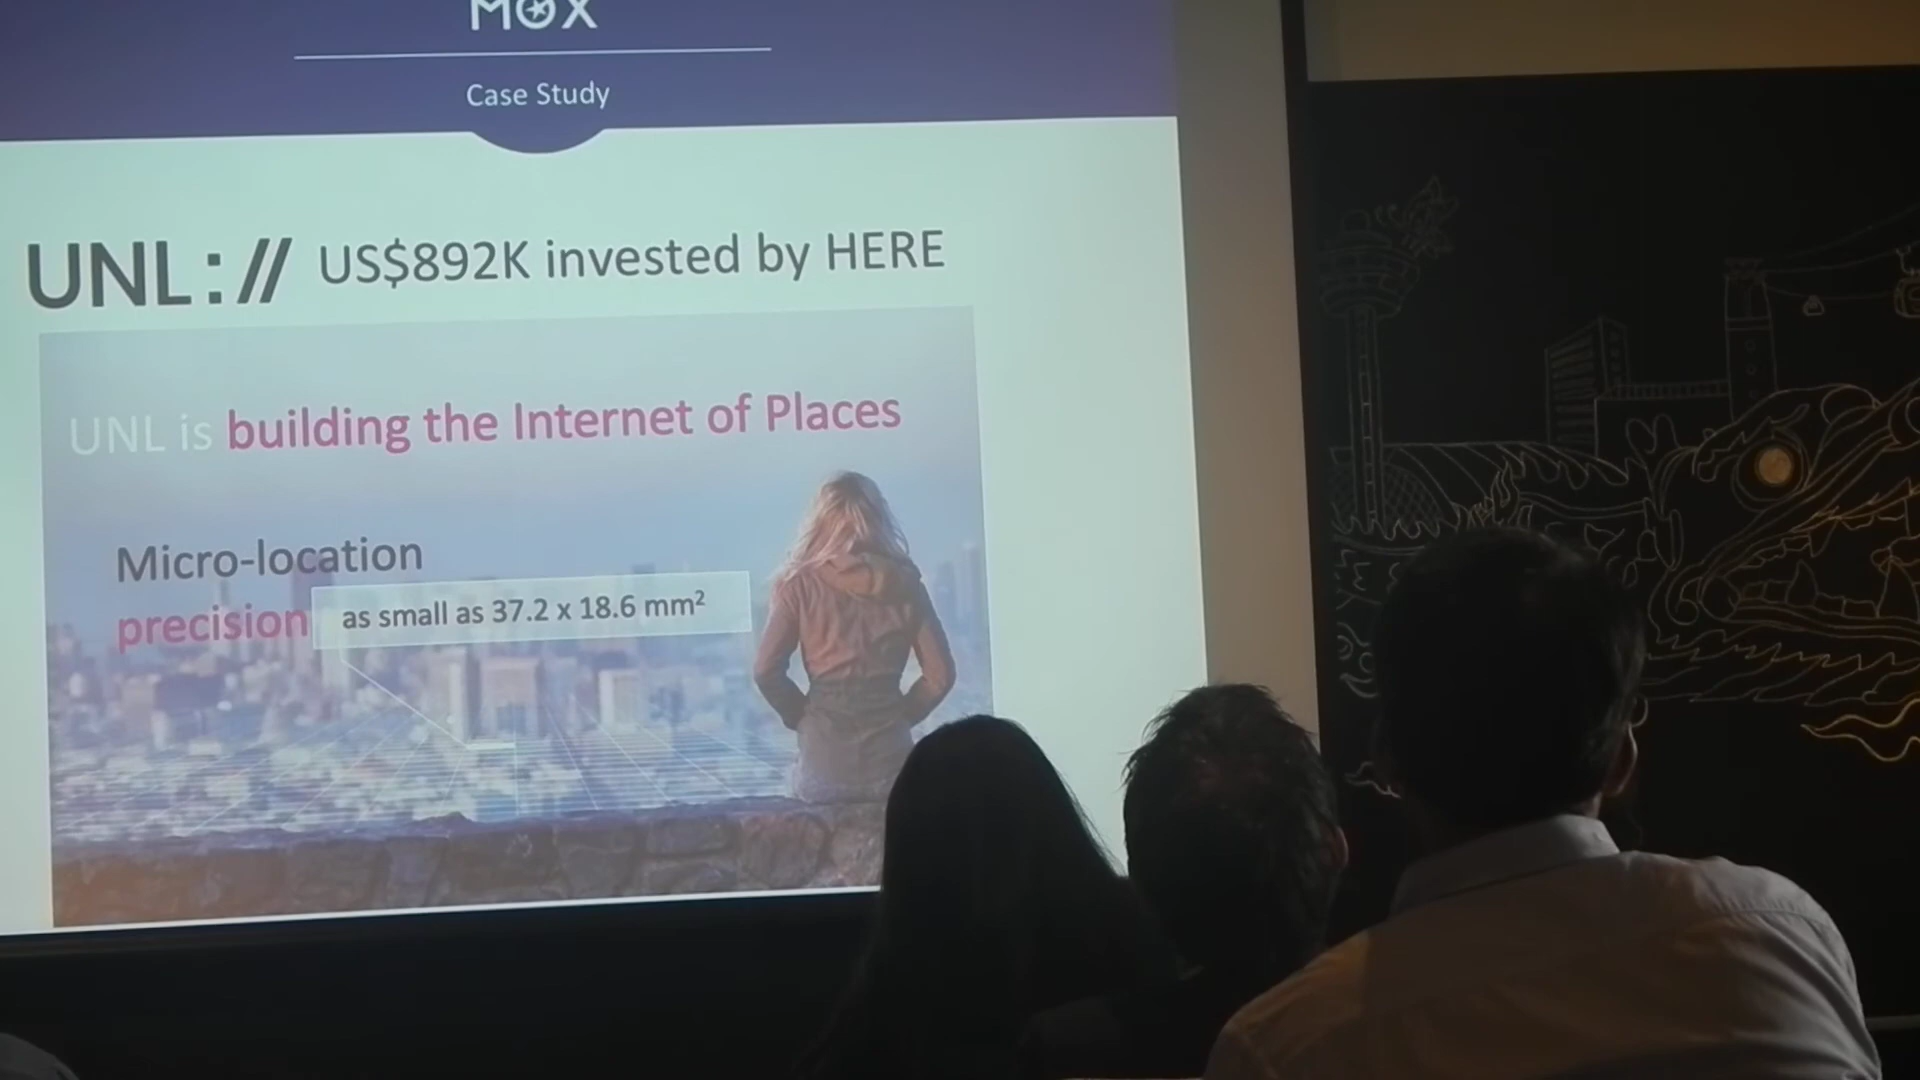 MOX
Case Study
UNL:// US$892K invested by HERE
UNL is building the Internet of Places
Micro-location
precision as small as 37.2 x 18.6 mm²